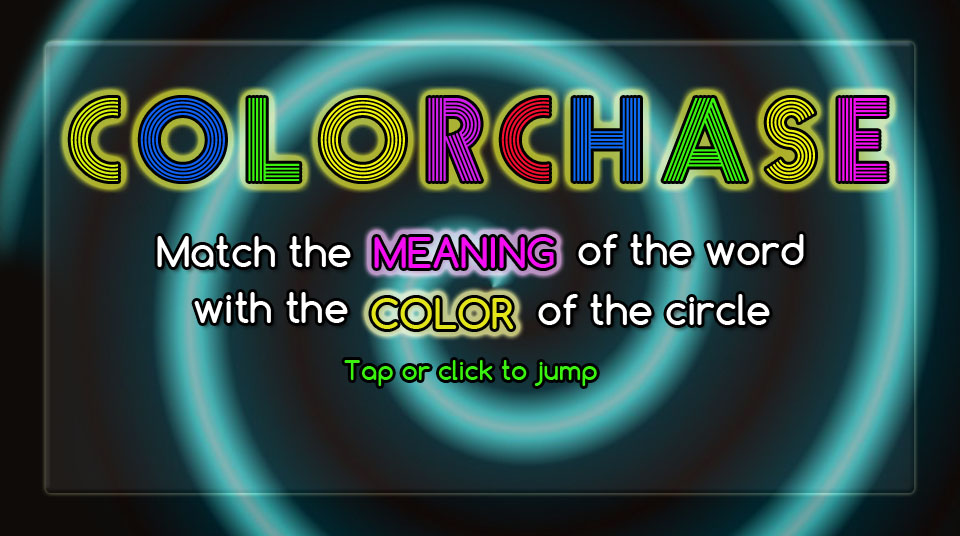 COLORCHASE
Match the MEANING of the word
with the COLOR of the circle
Tap or click to jump